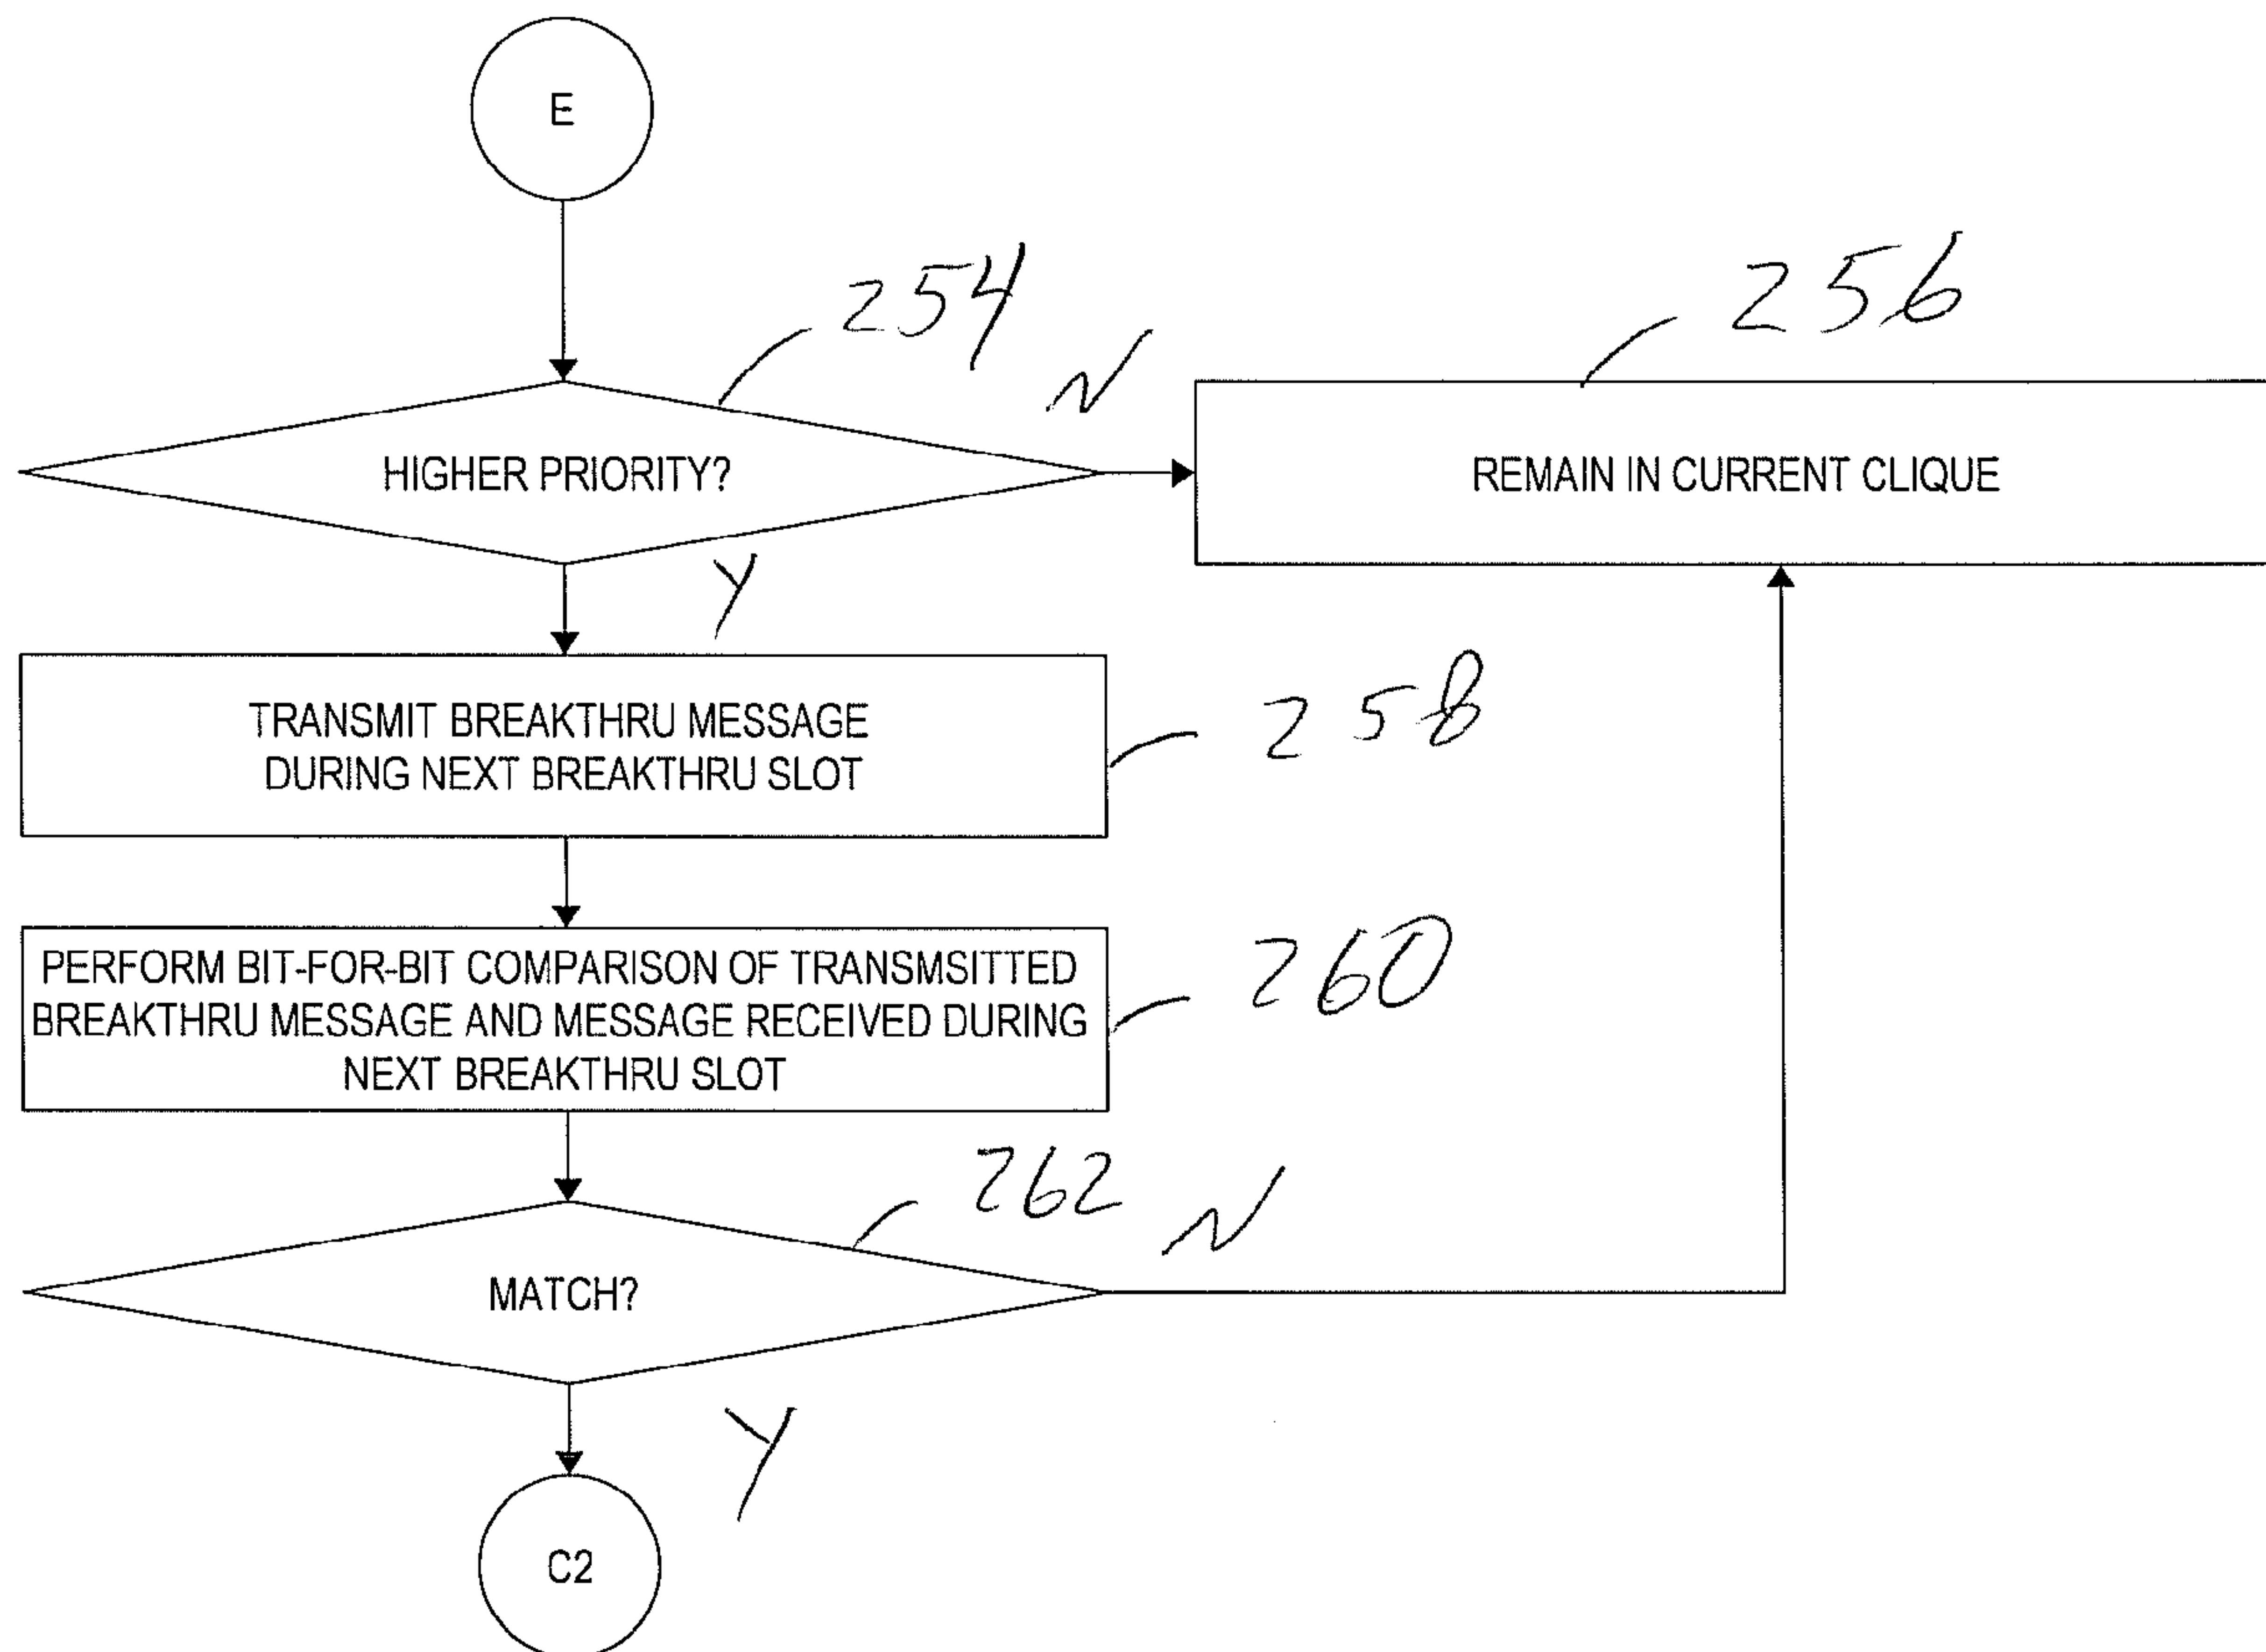 E
254
N
256
HIGHER PRIORITY?
REMAIN IN CURRENT CLIQUE
Y
TRANSMIT BREAKTHRU MESSAGE
DURING NEXT BREAKTHRU SLOT
258
PERFORM BIT-FOR-BIT COMPARISON OF TRANSMSITTED
BREAKTHRU MESSAGE AND MESSAGE RECEIVED DURING
NEXT BREAKTHRU SLOT
260
262
N
MATCH?
Y
C2